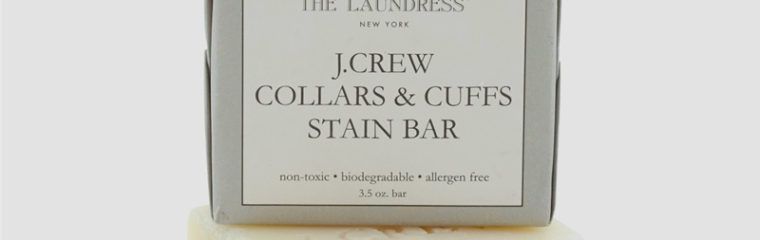 THE LAUNDRESS
NEW YORK
J.CREW
COLLARS & CUFFS
STAIN BAR
non-toxic • biodegradable • allergen free
3.5 oz. bar